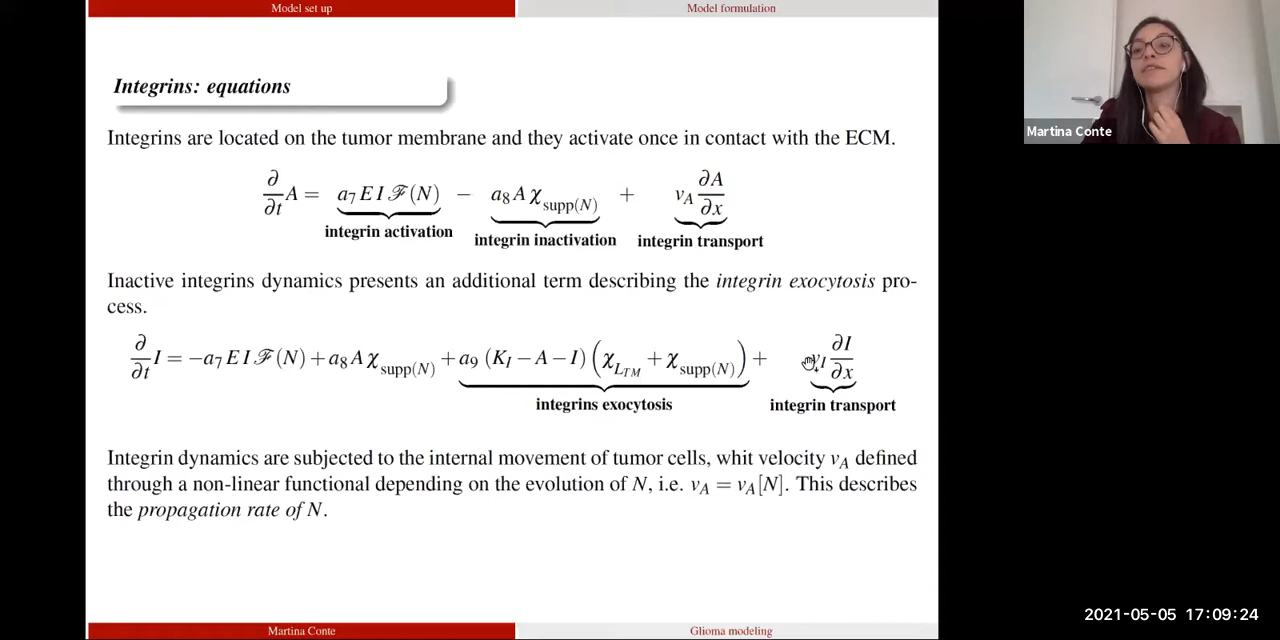 Model set up
Model formulation
Integrins: equations
Martina Conte
Integrins are located on the tumor membrane and they activate once in contact with the ECM.
∂/∂t A = a₇ E I ℱ(N) − a₈ A χ_supp(N) + v_A ∂A/∂x
integrin activation
integrin inactivation
integrin transport
Inactive integrins dynamics presents an additional term describing the integrin exocytosis pro-
cess.
∂/∂t I = −a₇ E I ℱ(N) + a₈ A χ_supp(N) + a₉ (K_I − A − I) (χ_L_TM + χ_supp(N)) + v_I ∂I/∂x
integrins exocytosis
integrin transport
Integrin dynamics are subjected to the internal movement of tumor cells, whit velocity v_A defined
through a non-linear functional depending on the evolution of N, i.e. v_A = v_A[N]. This describes
the propagation rate of N.
2021-05-05 17:09:24
Martina Conte
Glioma modeling